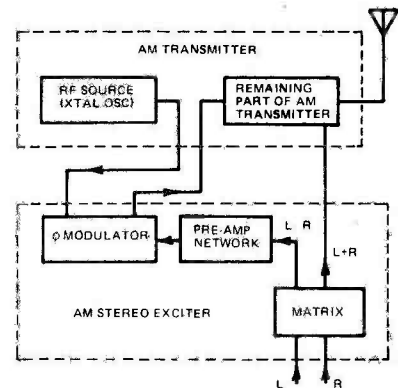 AM TRANSMITTER
RF SOURCE
(XTAL OSC)
REMAINING
PART OF AM
TRANSMITTER
φ MODULATOR
PRE-AMP
NETWORK
L R
L+R
MATRIX
AM STEREO EXCITER
L
R